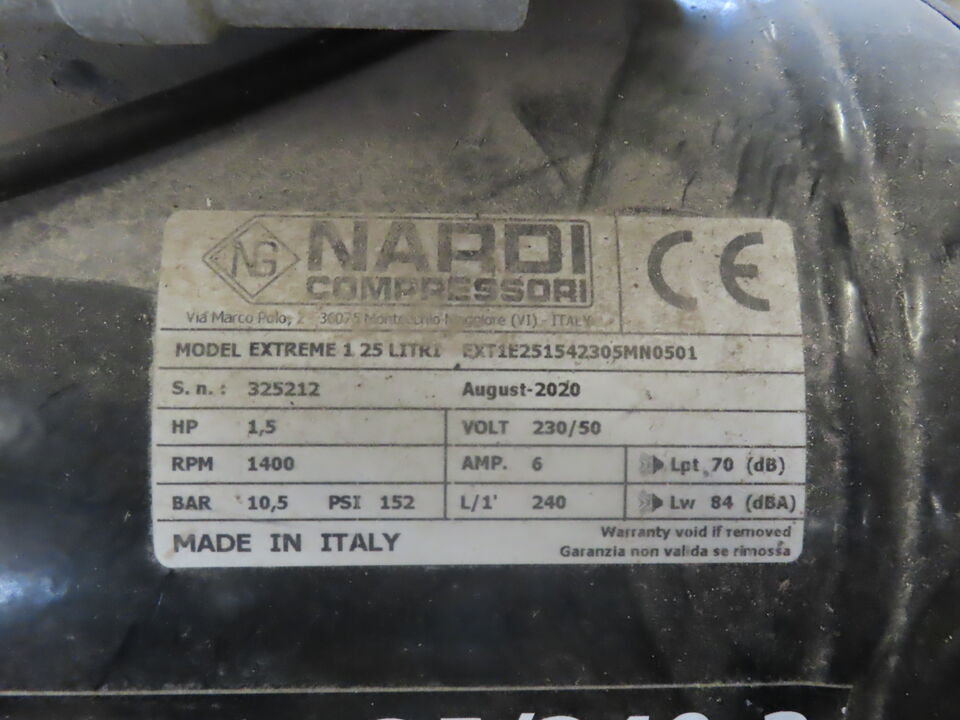 NG NARDI
COMPRESSORI
CE
Via Marco Polo, 2 36075 Montecchio Maggiore (VI) - ITALY
MODEL EXTREME 1 25 LITRI EXT1E251542305MN0501
S.n.: 325212 August-2020
HP 1,5 VOLT 230/50
RPM 1400 AMP. 6 Lpt 70 (dB)
BAR 10,5 PSI 152 L/1' 240 Lw 84 (dBA)
MADE IN ITALY
Warranty void if removed
Garanzia non valida se rimossa